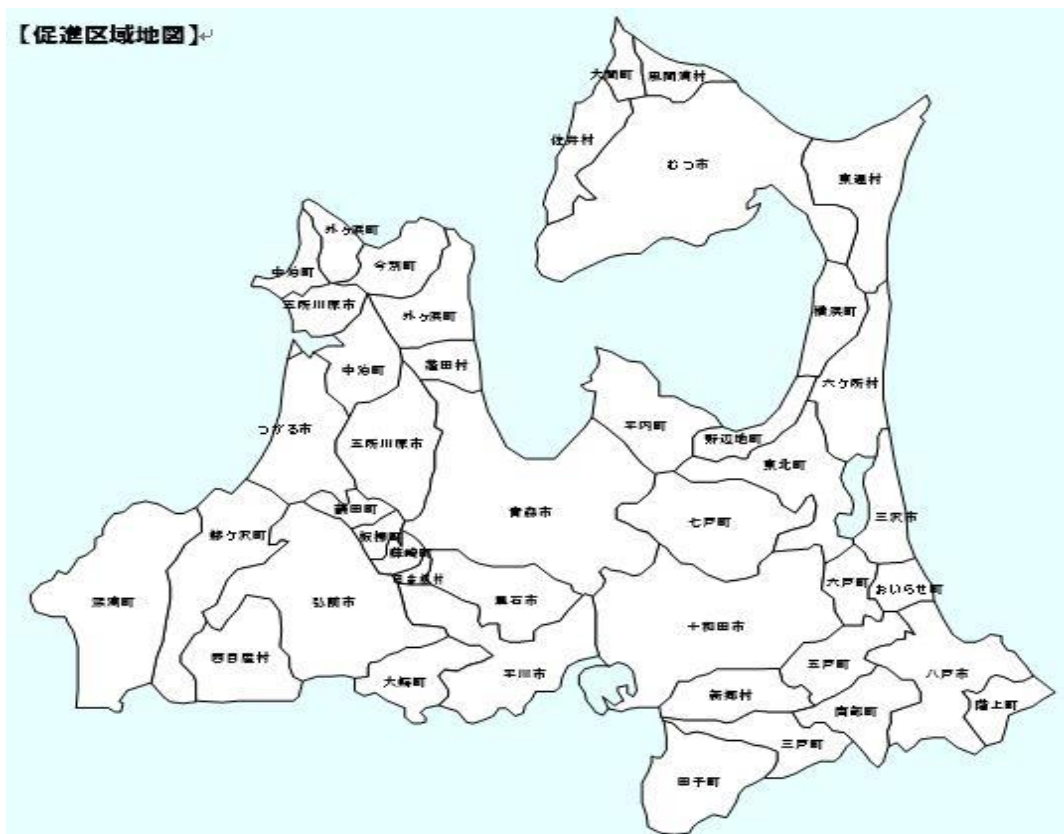 【促進区域地図】↵
大間町
風間浦村
佐井村
むつ市
東通村
外ヶ浜町
今別町
中泊町
五所川原市
外ヶ浜町
横浜町
蓬田村
中泊町
六ケ所村
つがる市
平内町
五所川原市
野辺地町
東北町
鶴田町
青森市
七戸町
三沢市
鰺ヶ沢町
板柳町
藤崎町
田舎館村
六戸町
おいらせ町
深浦町
弘前市
黒石市
十和田市
西目屋村
大鰐町
平川市
五戸町
八戸市
新郷村
南部町
階上町
三戸町
田子町